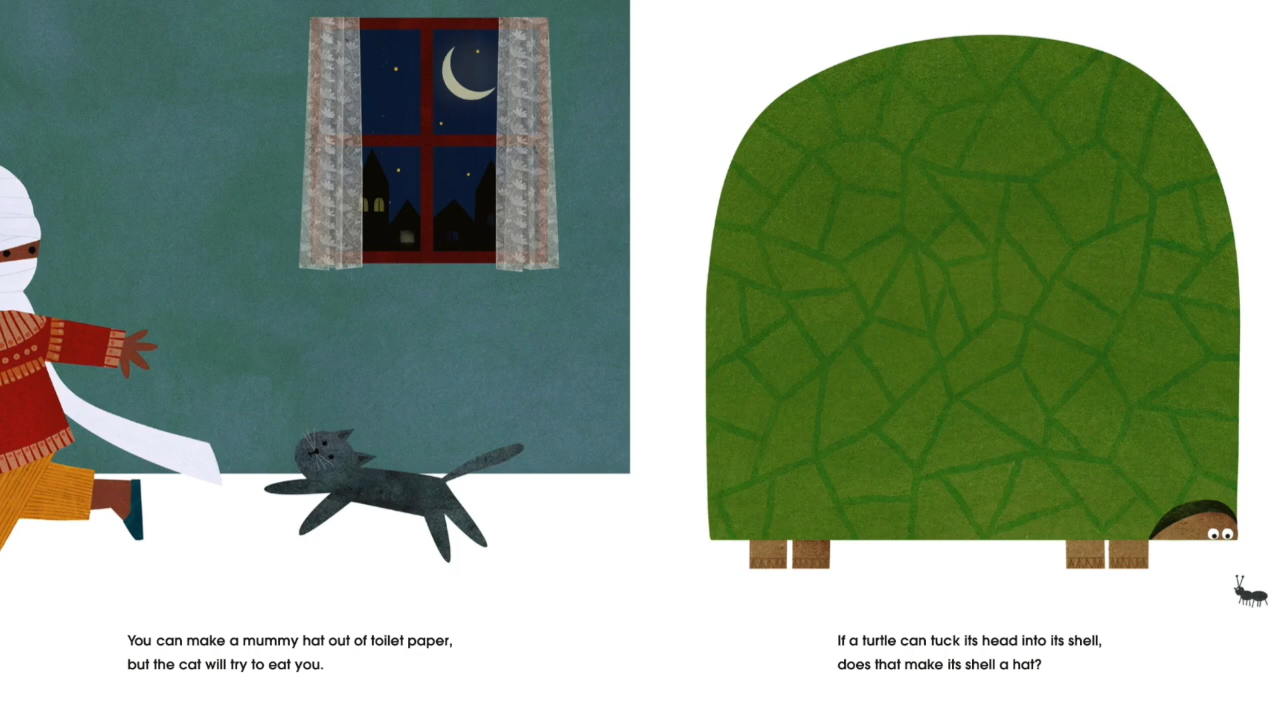 You can make a mummy hat out of toilet paper,
but the cat will try to eat you.
If a turtle can tuck its head into its shell,
does that make its shell a hat?